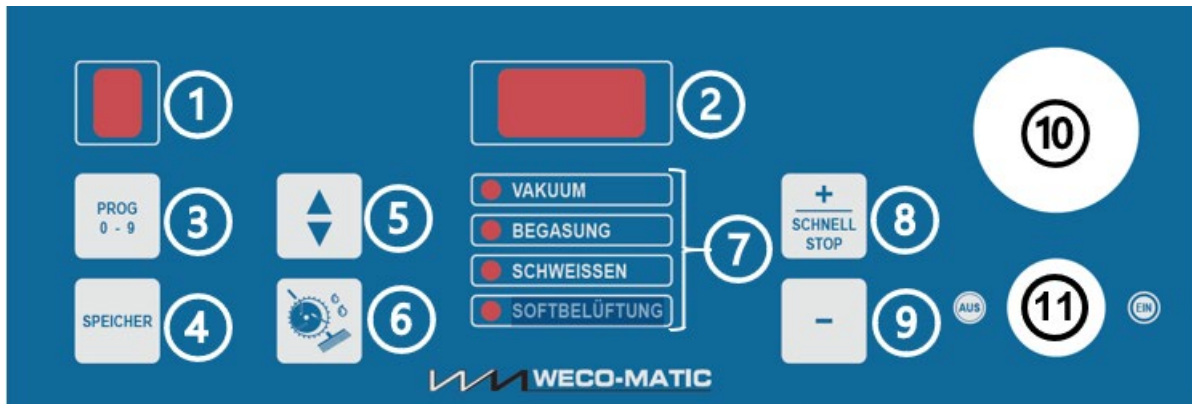 1
2
3
PROG
0 - 9
4
SPEICHER
5
6
7
VAKUUM
BEGASUNG
SCHWEISSEN
SOFTBELÜFTUNG
8
+
SCHNELL
STOP
9
-
10
11
AUS
EIN
WECO-MATIC